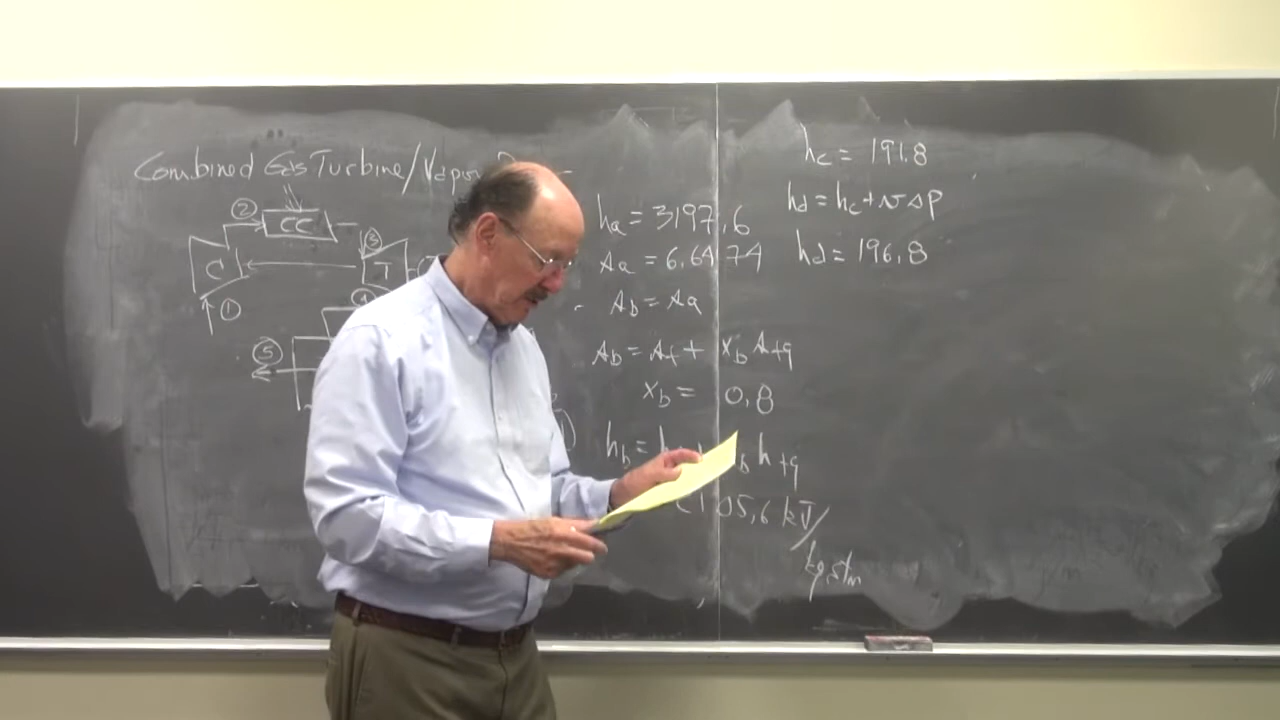 Combined Gas Turbine/Vapor
② CC
③
C T
①
④
⑤
ha = 3197.6
sa = 6.6474
sb = sa
sb = sf + xb sfg
xb = 0.8
hb = h b hfg
105.6 kJ/
kg stm
hc = 191.8
hd = hc + v Δp
hd = 196.8